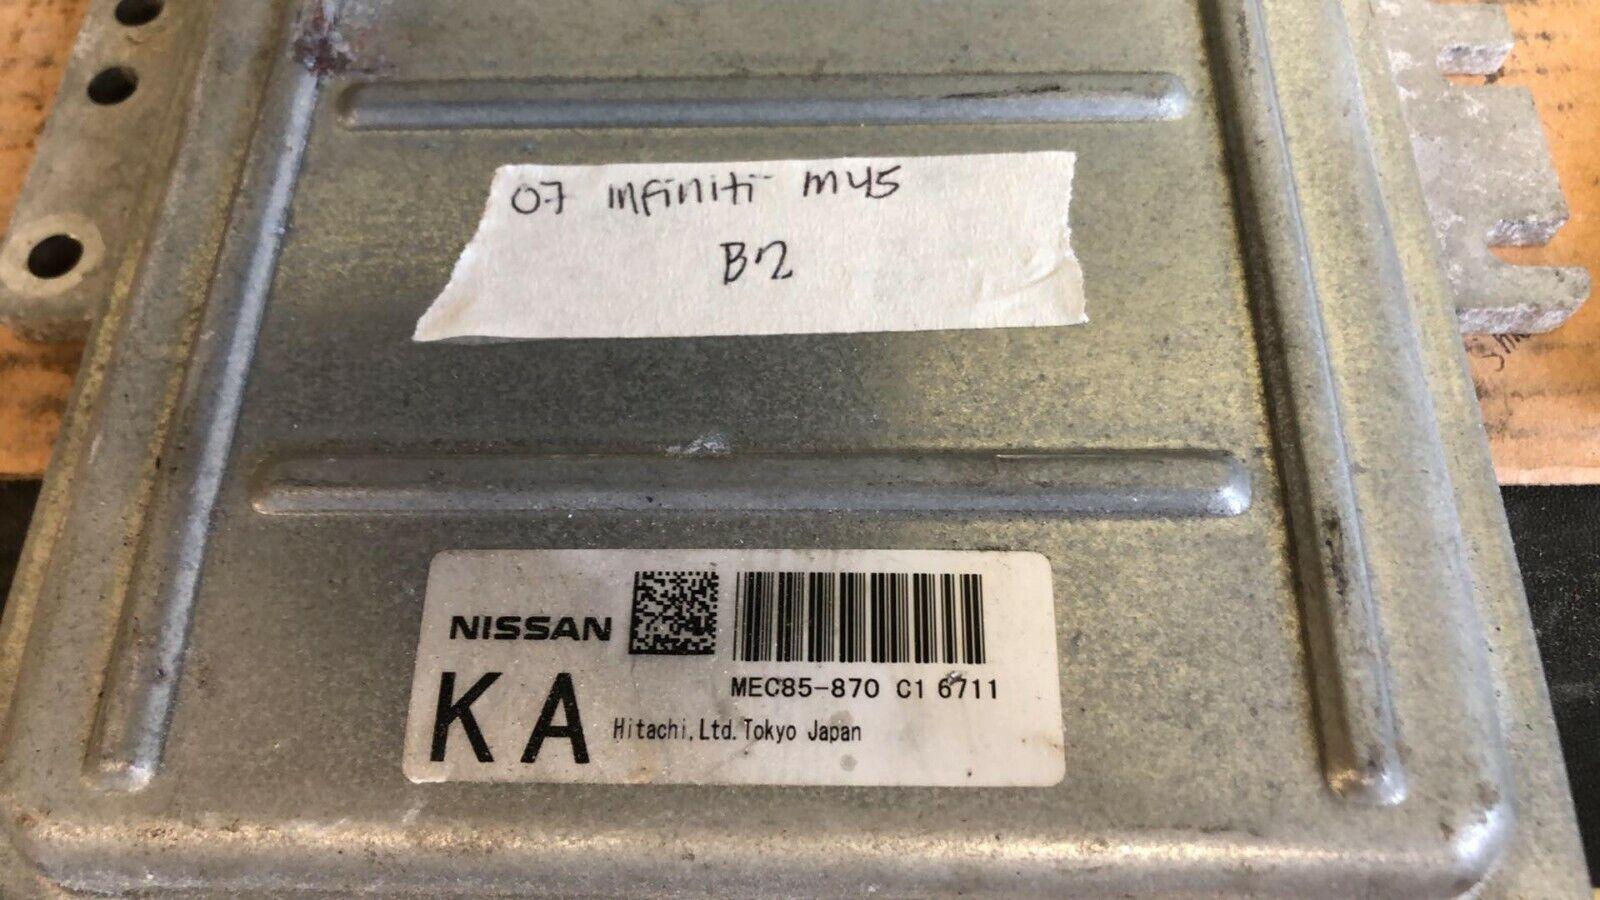 07 Infiniti M45
B2
NISSAN
MEC85-870 C1 6711
KA
Hitachi,Ltd.Tokyo Japan